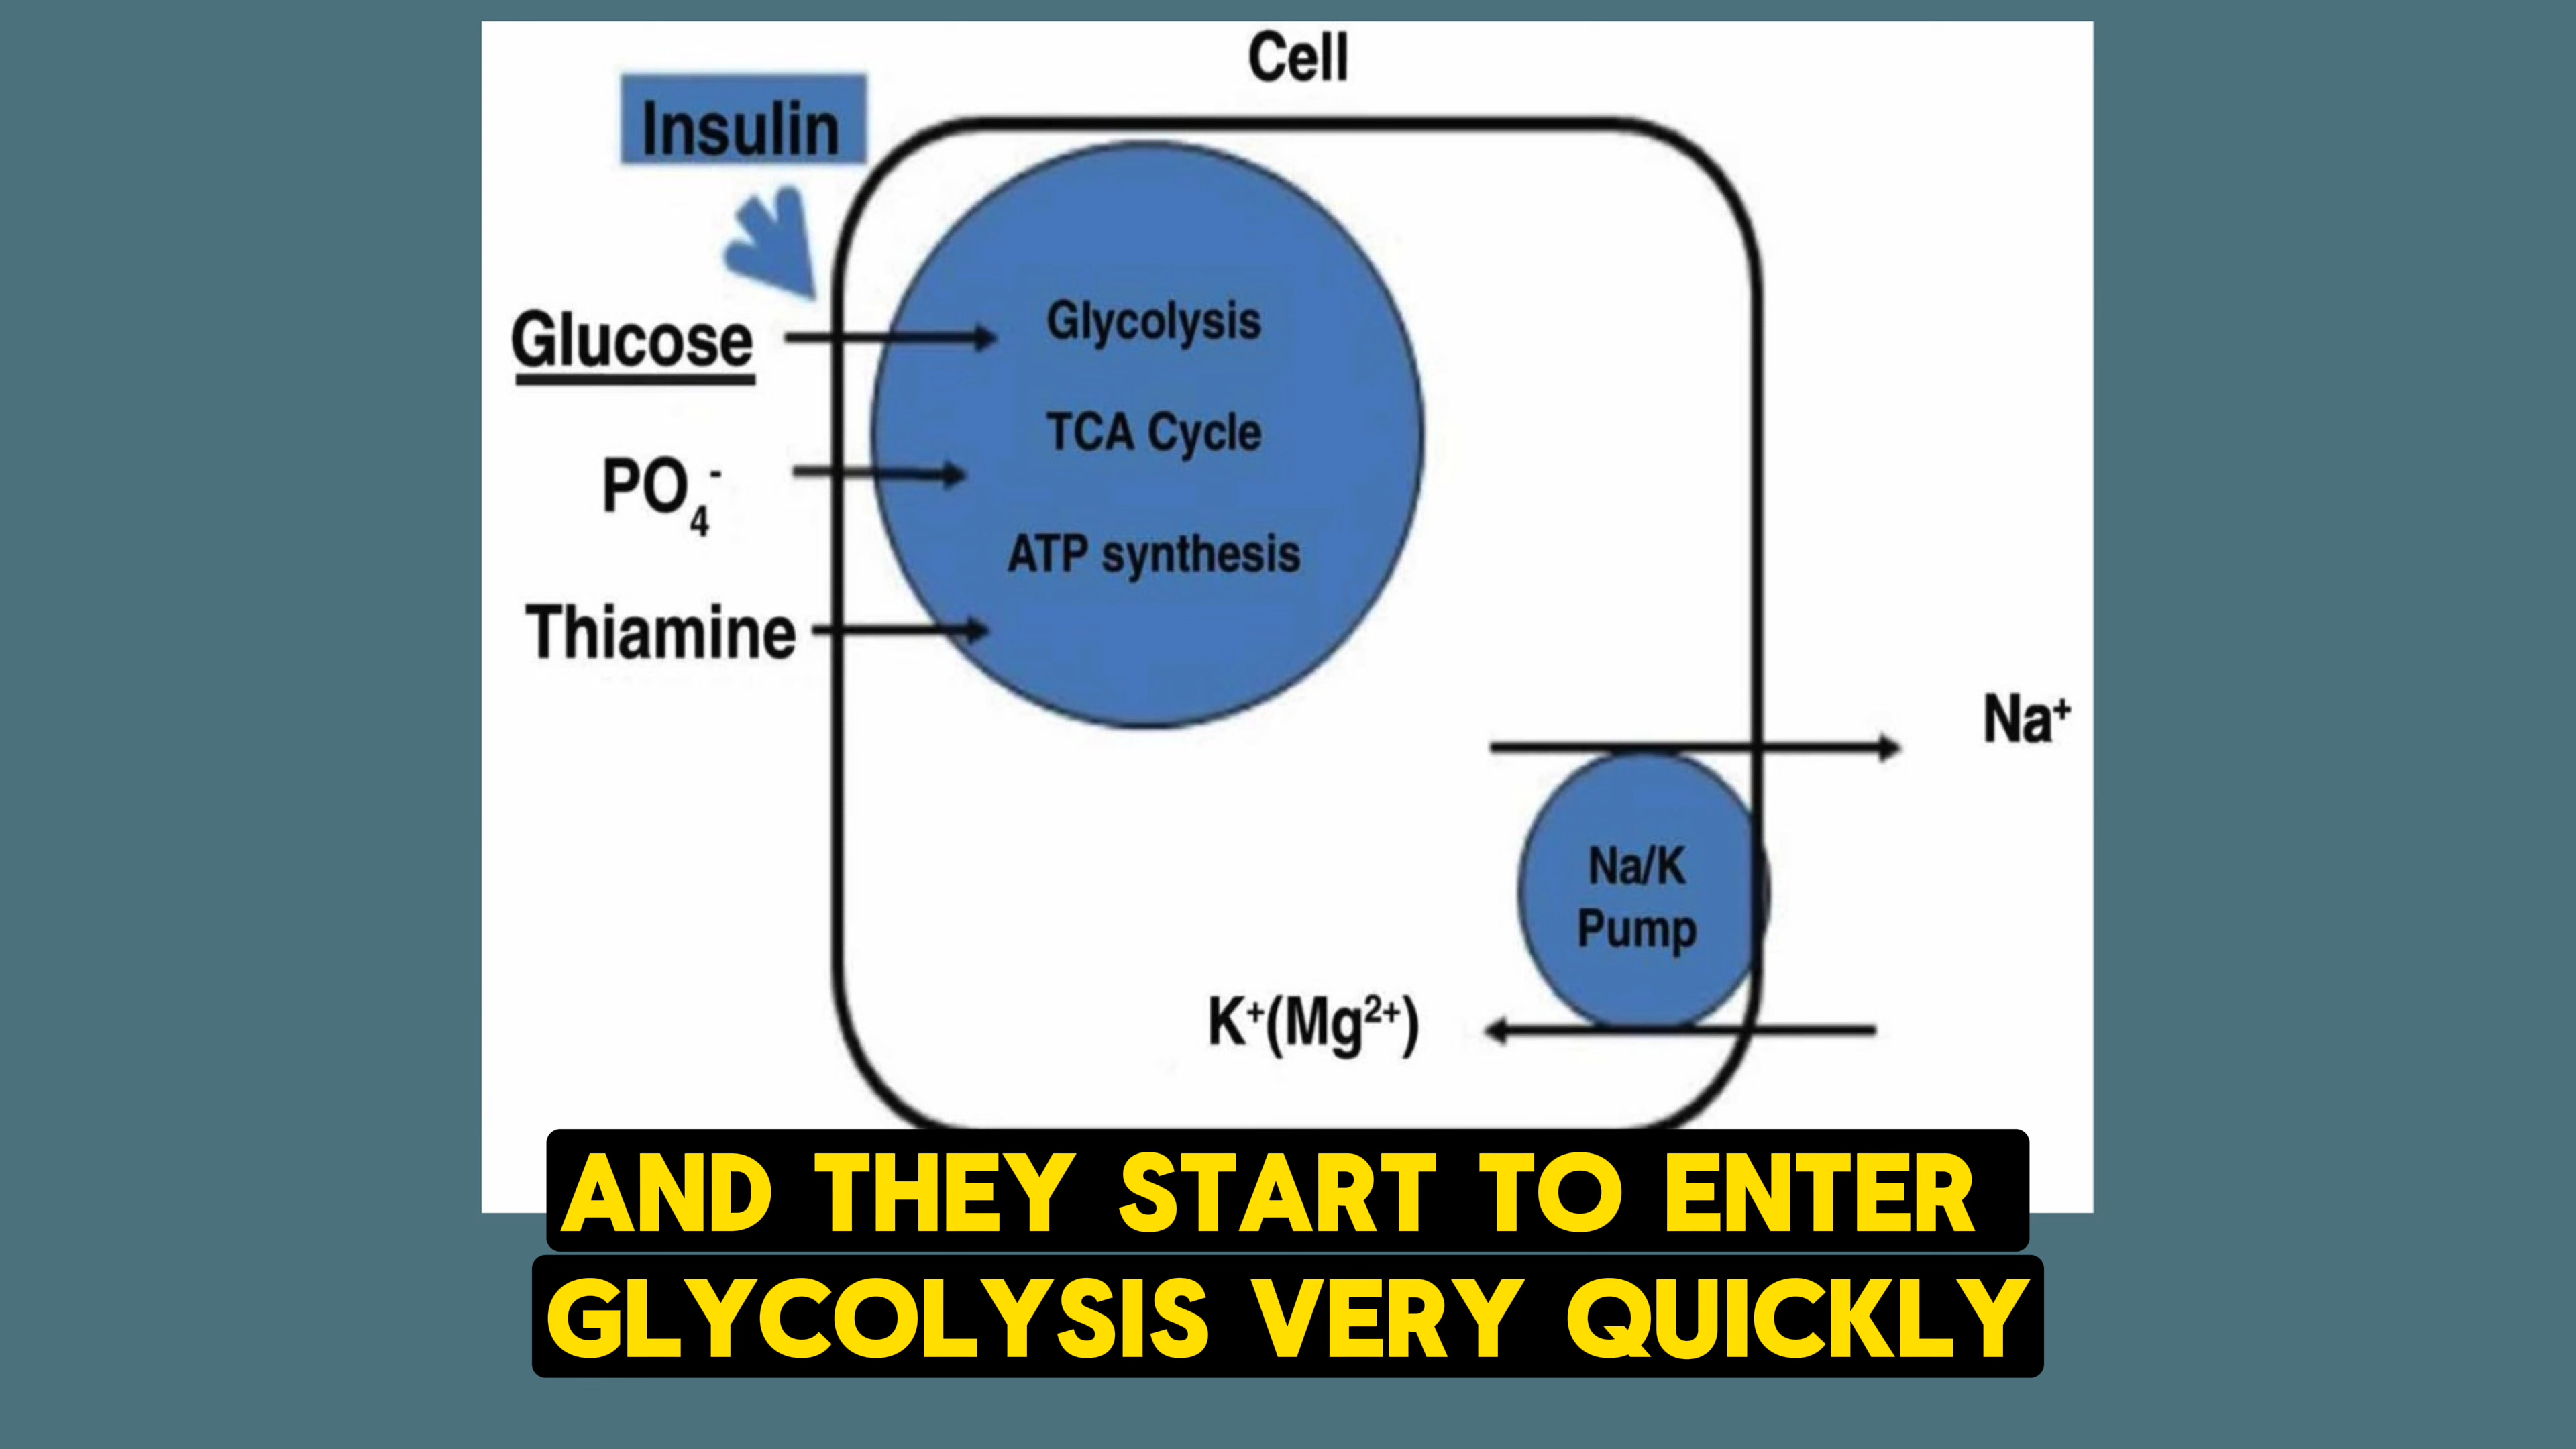 Cell
Insulin
Glucose
Glycolysis
TCA Cycle
PO₄⁻
ATP synthesis
Thiamine
Na⁺
Na/K
Pump
K⁺(Mg²⁺)
AND THEY START TO ENTER
GLYCOLYSIS VERY QUICKLY